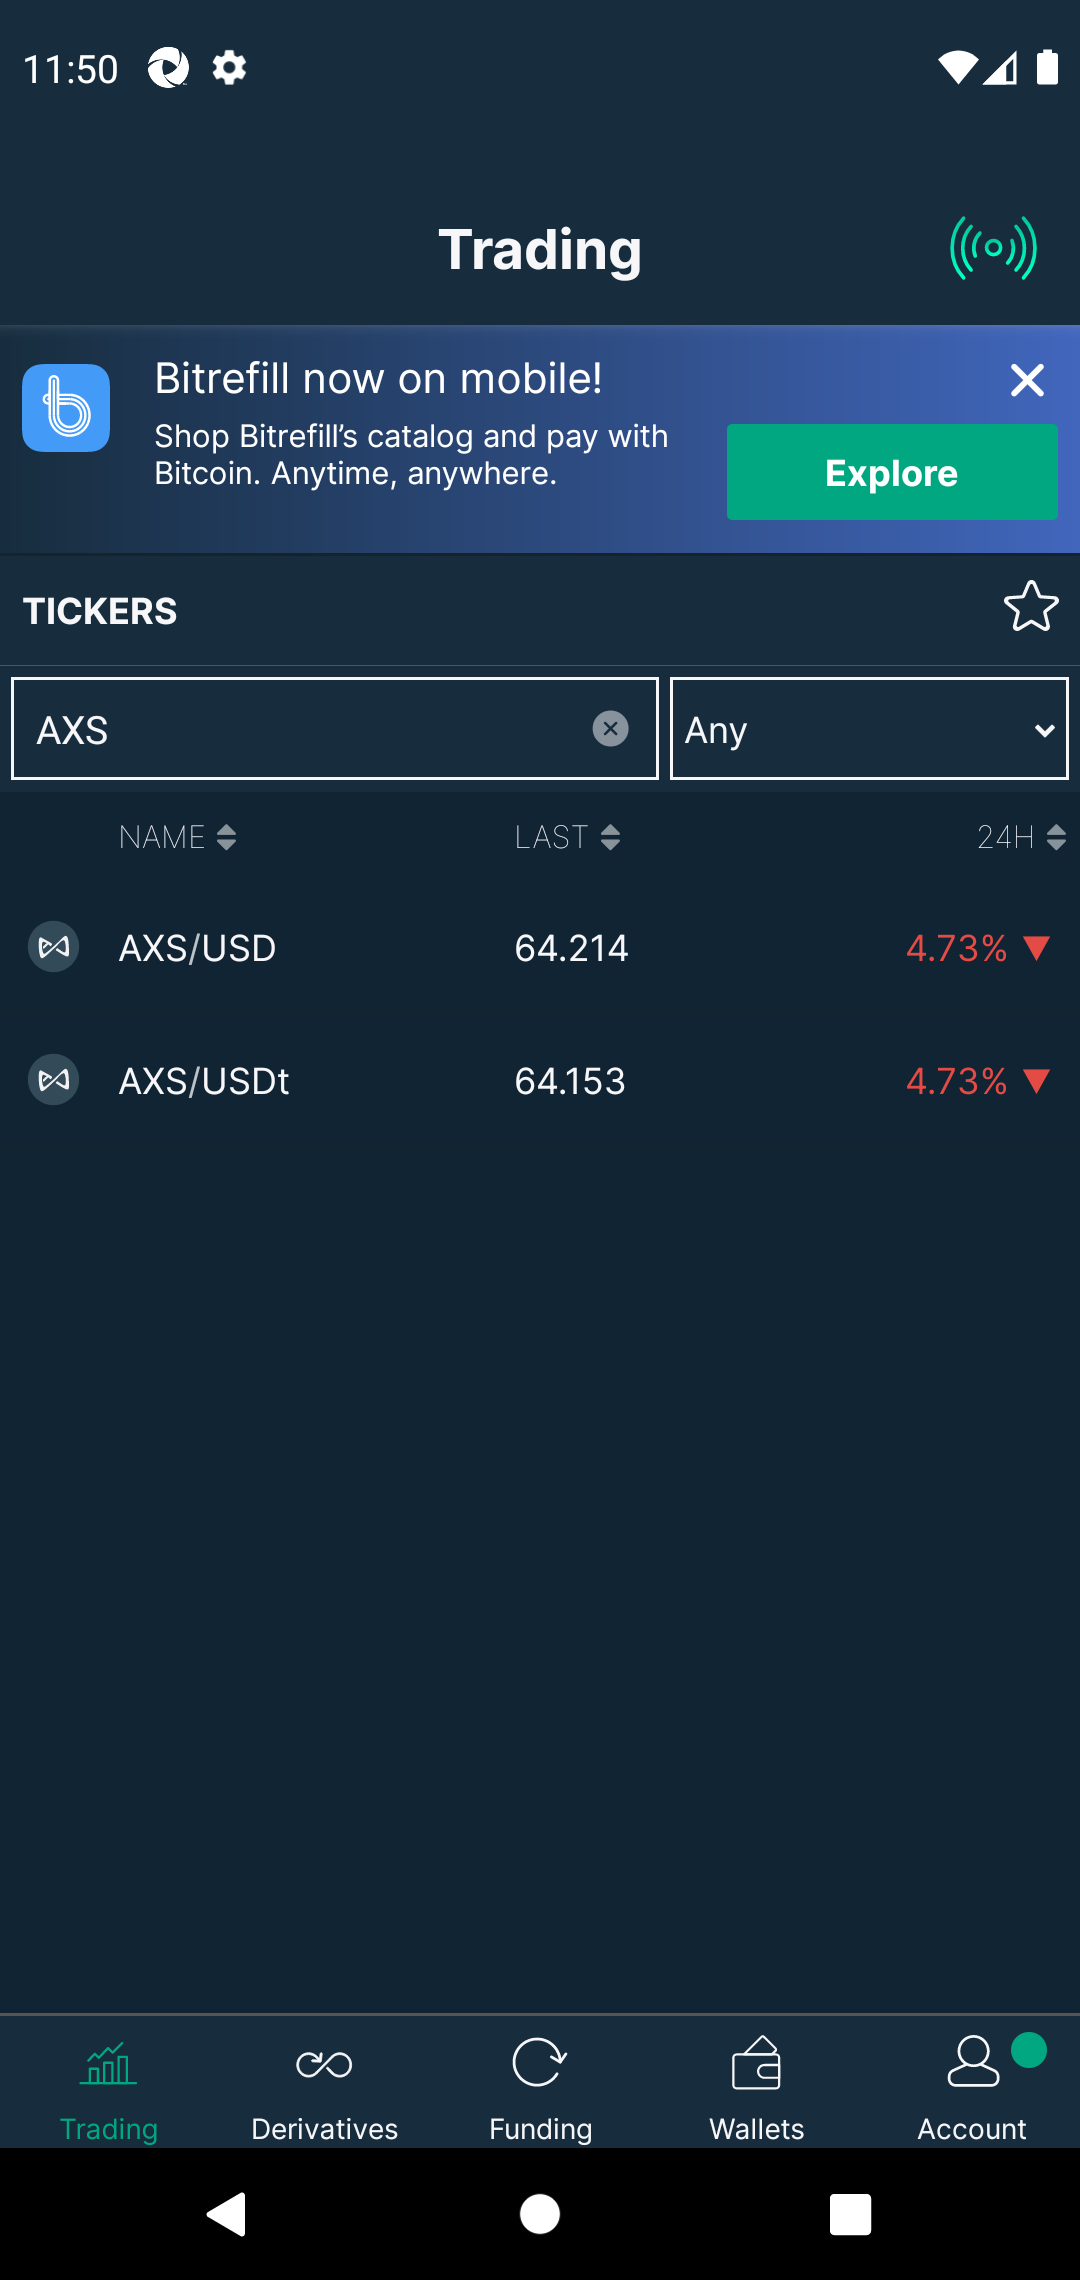 11:50
Trading
Bitrefill now on mobile!
Shop Bitrefill's catalog and pay with
Bitcoin. Anytime, anywhere.
Explore
TICKERS
AXS
Any
NAME LAST 24H
AXS/USD 64.214 4.73%
AXS/USDt 64.153 4.73%
Trading Derivatives Funding Wallets Account